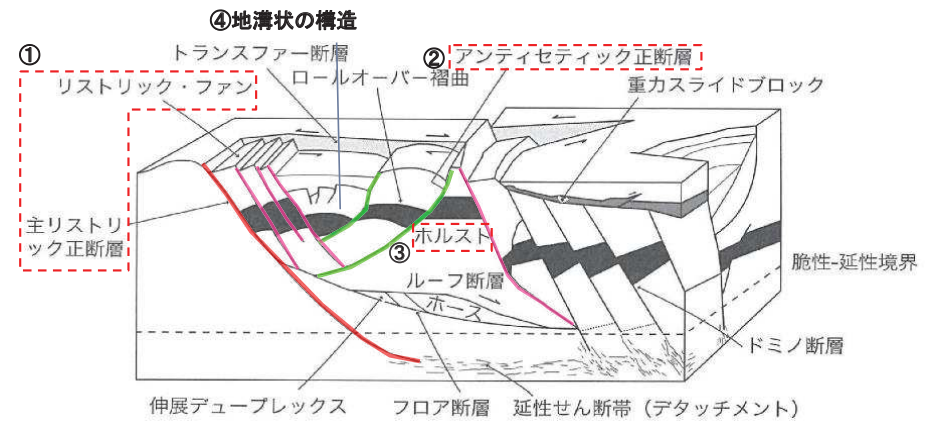 ④地溝状の構造
①
トランスファー断層
②
アンティセティック正断層
リストリック・ファン
ロールオーバー褶曲
重力スライドブロック
主リストリ
ック正断層
ホルスト
③
脆性-延性境界
ルーフ断層
ホース
ドミノ断層
伸展デュープレックス
フロア断層
延性せん断帯（デタッチメント）